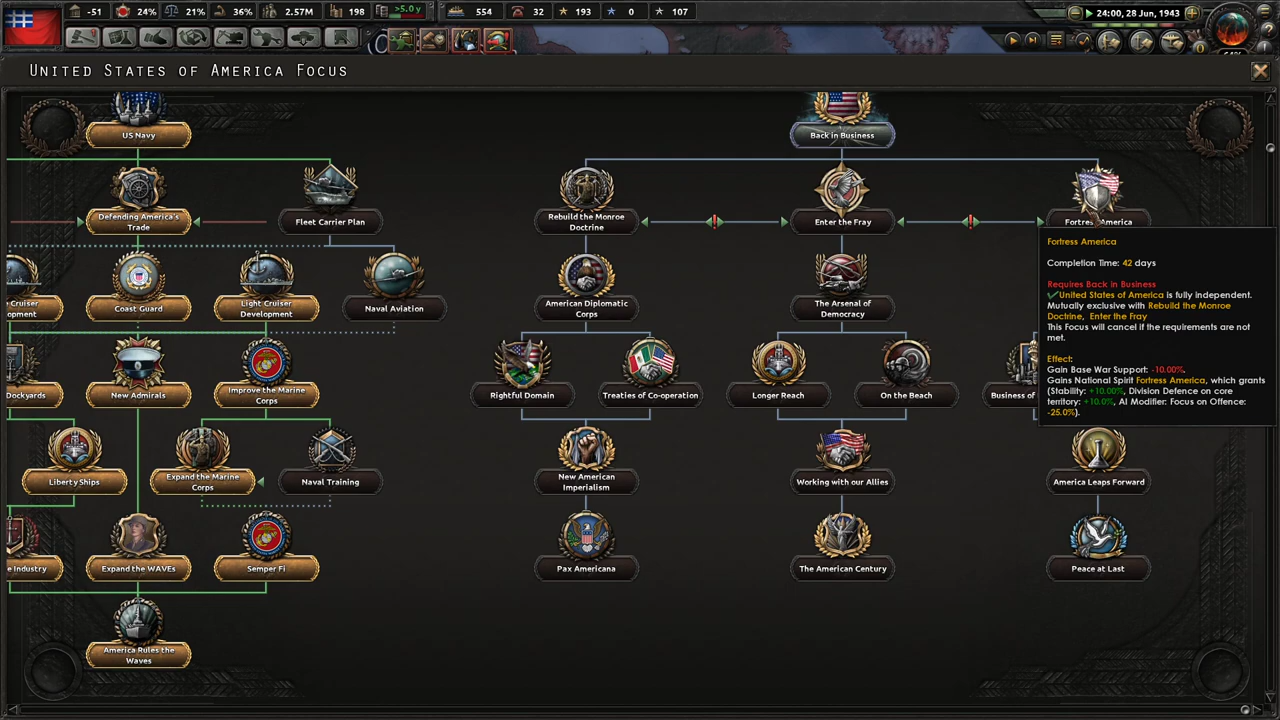 -51
24%
21%
36%
2.57M
198
>5.0 y
554
32
193
0
107
24:00, 28 Jun, 1943
United States of America Focus
US Navy
Back in Business
Defending America's
Trade
Fleet Carrier Plan
Rebuild the Monroe
Doctrine
Enter the Fray
Coast Guard
Light Cruiser
Development
Naval Aviation
American Diplomatic
Corps
The Arsenal of
Democracy
Dockyards
New Admirals
Improve the Marine
Corps
Rightful Domain
Treaties of Co-operation
Longer Reach
On the Beach
Business of
Liberty Ships
Expand the Marine
Corps
Naval Training
New American
Imperialism
Working with our Allies
America Leaps Forward
e Industry
Expand the WAVEs
Semper Fi
Pax Americana
The American Century
Peace at Last
America Rules the
Waves
Fortress America
Completion Time: 42 days
Requires Back in Business
United States of America is fully independent.
Mutually exclusive with Rebuild the Monroe
Doctrine, Enter the Fray
This Focus will cancel if the requirements are not
met.
Effect:
Gain Base War Support: -10.00%.
Gains National Spirit Fortress America, which grants
(Stability: +10.00%, Division Defence on core
territory: +10.0%, AI Modifier: Focus on Offence:
-25.0%).